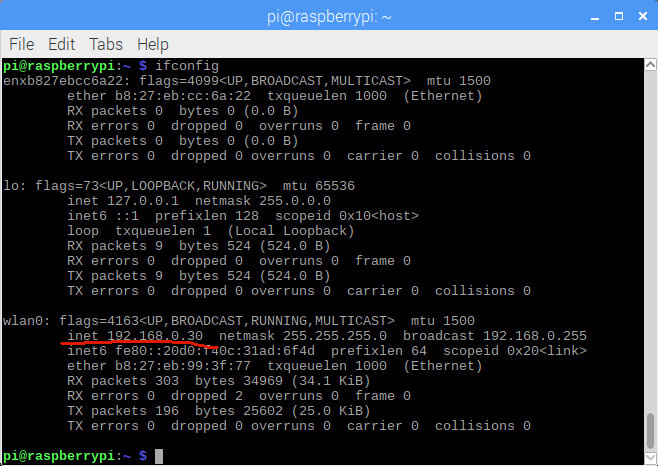 pi@raspberrypi: ~
File Edit Tabs Help
pi@raspberrypi:~ $ ifconfig
enxb827ebcc6a22: flags=4099<UP,BROADCAST,MULTICAST>  mtu 1500
        ether b8:27:eb:cc:6a:22  txqueuelen 1000  (Ethernet)
        RX packets 0  bytes 0 (0.0 B)
        RX errors 0  dropped 0  overruns 0  frame 0
        TX packets 0  bytes 0 (0.0 B)
        TX errors 0  dropped 0 overruns 0  carrier 0  collisions 0

lo: flags=73<UP,LOOPBACK,RUNNING>  mtu 65536
        inet 127.0.0.1  netmask 255.0.0.0
        inet6 ::1  prefixlen 128  scopeid 0x10<host>
        loop  txqueuelen 1  (Local Loopback)
        RX packets 9  bytes 524 (524.0 B)
        RX errors 0  dropped 0  overruns 0  frame 0
        TX packets 9  bytes 524 (524.0 B)
        TX errors 0  dropped 0 overruns 0  carrier 0  collisions 0

wlan0: flags=4163<UP,BROADCAST,RUNNING,MULTICAST>  mtu 1500
        inet 192.168.0.30  netmask 255.255.255.0  broadcast 192.168.0.255
        inet6 fe80::20d0:f40c:31ad:6f4d  prefixlen 64  scopeid 0x20<link>
        ether b8:27:eb:99:3f:77  txqueuelen 1000  (Ethernet)
        RX packets 303  bytes 34969 (34.1 KiB)
        RX errors 0  dropped 2  overruns 0  frame 0
        TX packets 196  bytes 25602 (25.0 KiB)
        TX errors 0  dropped 0 overruns 0  carrier 0  collisions 0

pi@raspberrypi:~ $